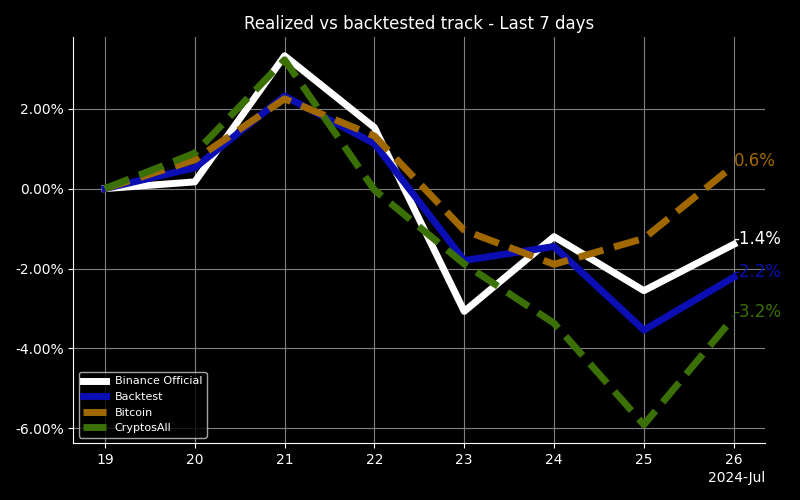 Realized vs backtested track - Last 7 days
2.00%
0.00%
-2.00%
-4.00%
-6.00%
0.6%
-1.4%
-2.2%
-3.2%
Binance Official
Backtest
Bitcoin
CryptosAll
19 20 21 22 23 24 25 26
2024-Jul